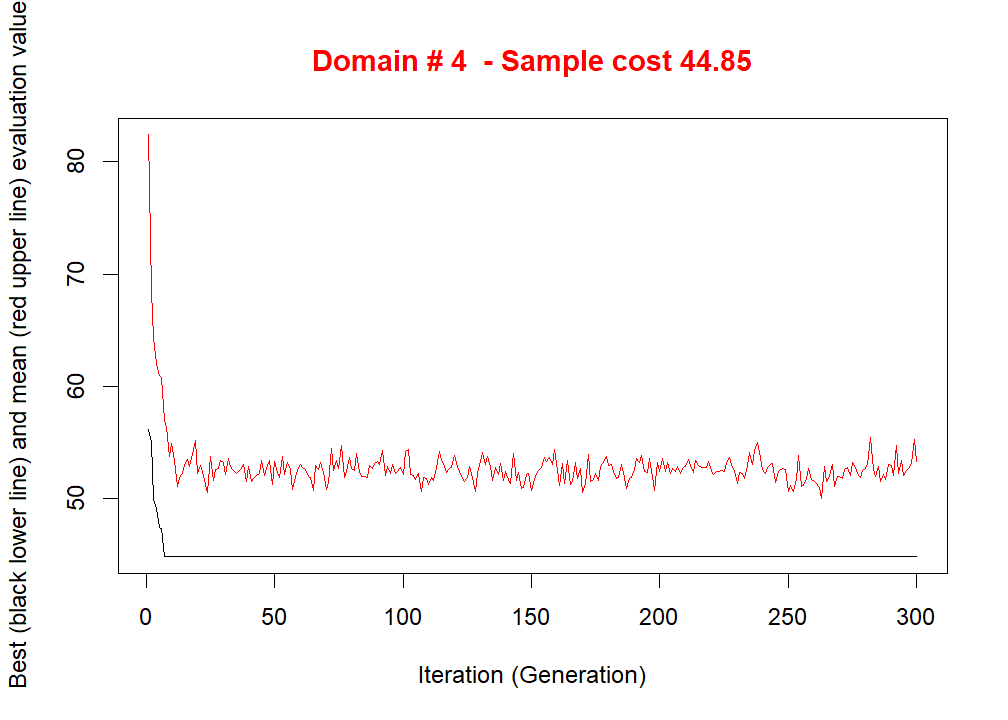 Domain # 4  - Sample cost 44.85
Best (black lower line) and mean (red upper line) evaluation value
80
70
60
50
0 50 100 150 200 250 300
Iteration (Generation)